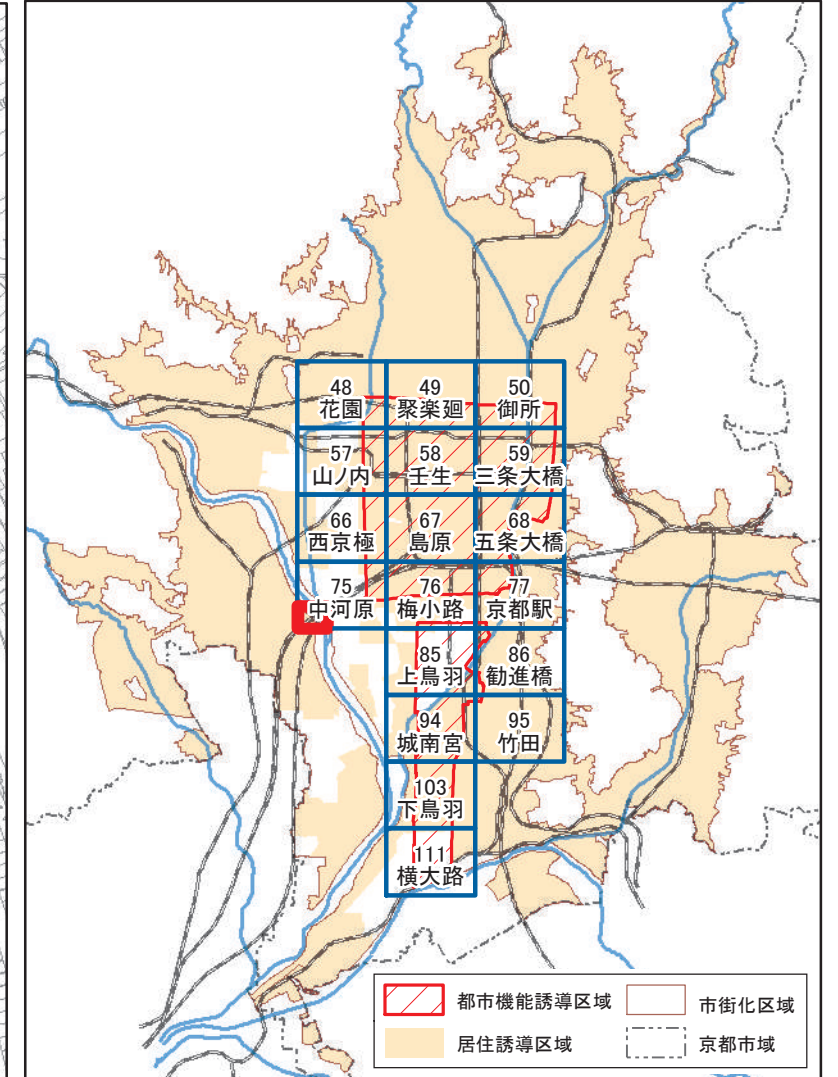 48
花園
49
聚楽廻
50
御所
57
山ノ内
58
壬生
59
三条大橋
66
西京極
67
島原
68
五条大橋
75
中河原
76
梅小路
77
京都駅
85
上鳥羽
86
勧進橋
94
城南宮
95
竹田
103
下鳥羽
111
横大路
都市機能誘導区域
市街化区域
居住誘導区域
京都市域